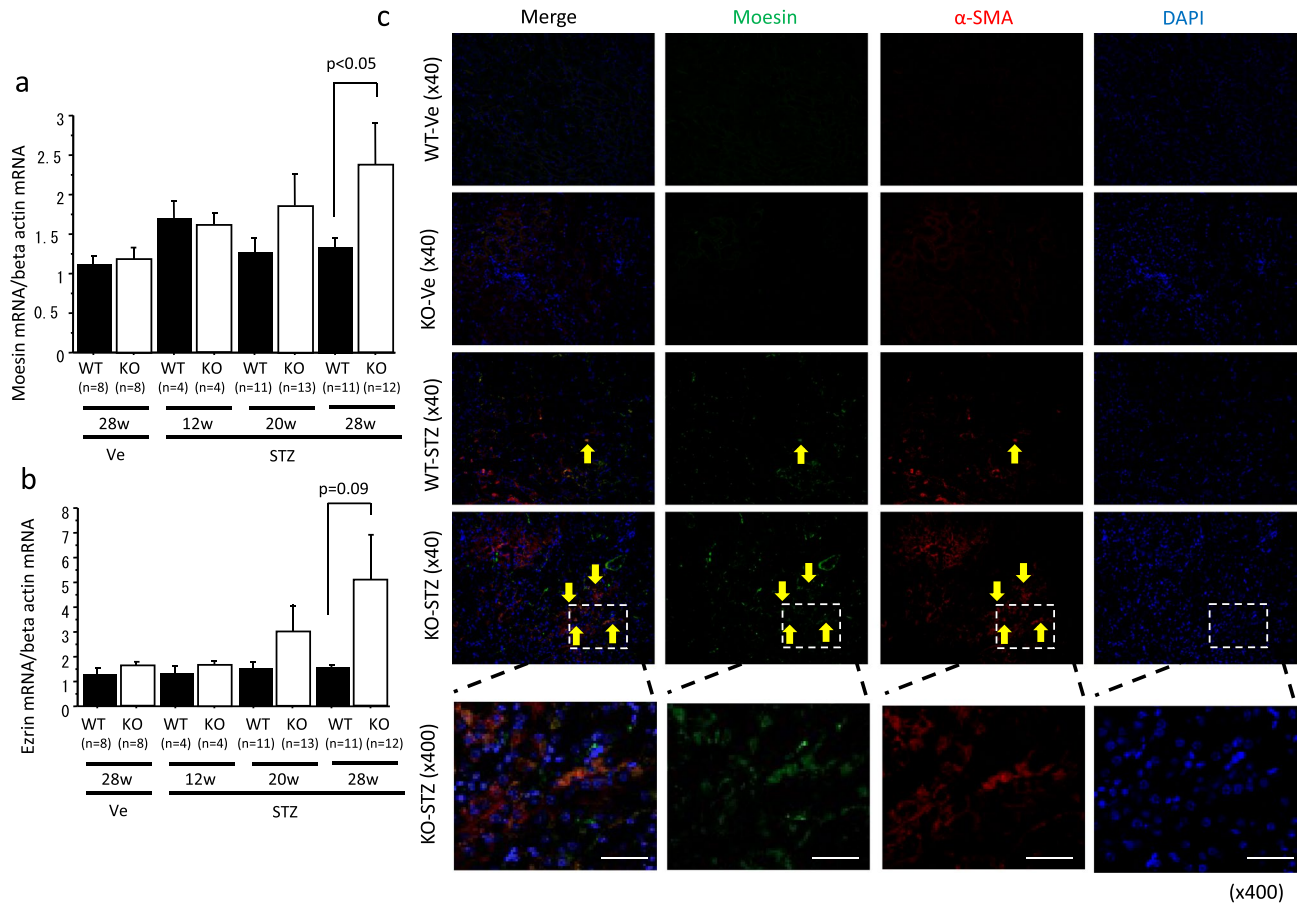 a
p<0.05
Moesin mRNA/beta actin mRNA
3
2.5
2
1.5
1
0.5
0
WT KO WT KO WT KO WT KO
(n=8) (n=8) (n=4) (n=4) (n=11) (n=13) (n=11) (n=12)
28w 12w 20w 28w
Ve STZ
b
p=0.09
Ezrin mRNA/beta actin mRNA
8
7
6
5
4
3
2
1
0
WT KO WT KO WT KO WT KO
(n=8) (n=8) (n=4) (n=4) (n=11) (n=13) (n=11) (n=12)
28w 12w 20w 28w
Ve STZ
c
Merge Moesin α-SMA DAPI
WT-Ve (x40)
KO-Ve (x40)
WT-STZ (x40)
KO-STZ (x40)
KO-STZ (x400)
(x400)